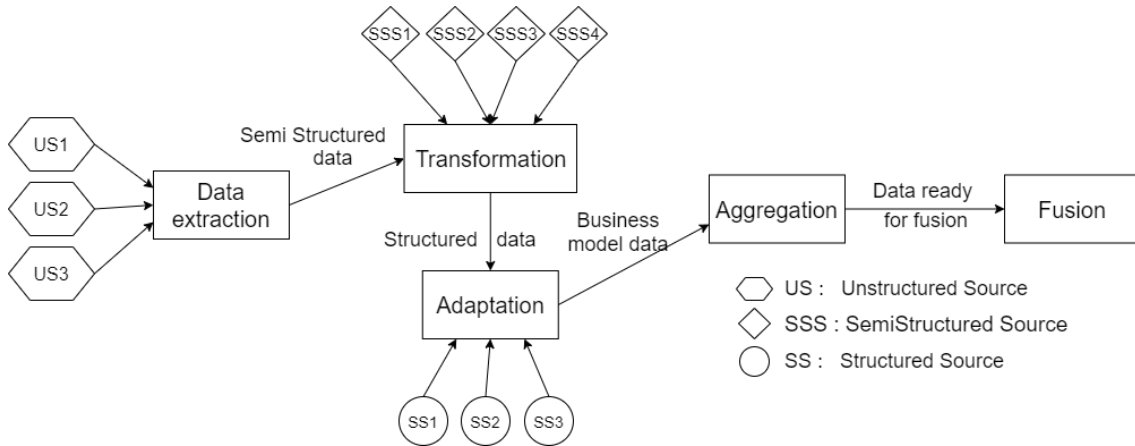 SSS1
SSS2
SSS3
SSS4
US1
US2
US3
Data
extraction
Semi Structured
data
Transformation
Structured data
Adaptation
SS1
SS2
SS3
Business
model data
Aggregation
Data ready
for fusion
Fusion
US : Unstructured Source
SSS : SemiStructured Source
SS : Structured Source